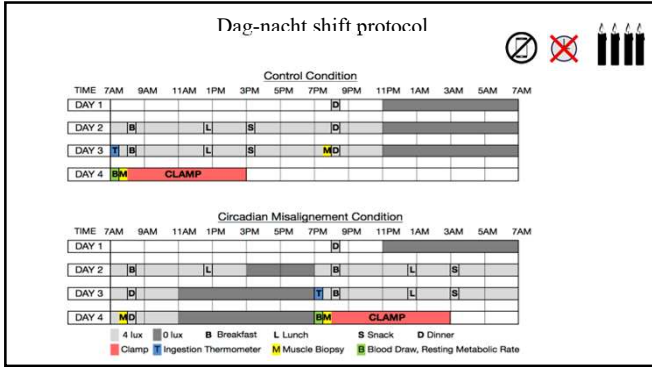 Dag-nacht shift protocol
Control Condition
TIME 7AM 9AM 11AM 1PM 3PM 5PM 7PM 9PM 11PM 1AM 3AM 5AM 7AM
DAY 1 D
DAY 2 B L S D
DAY 3 T B L S M D
DAY 4 B M CLAMP
Circadian Misalignement Condition
TIME 7AM 9AM 11AM 1PM 3PM 5PM 7PM 9PM 11PM 1AM 3AM 5AM 7AM
DAY 1 D
DAY 2 B L B L S
DAY 3 D T B L S
DAY 4 M D B M CLAMP
4 lux 0 lux B Breakfast L Lunch S Snack D Dinner
Clamp T Ingestion Thermometer M Muscle Biopsy B Blood Draw, Resting Metabolic Rate